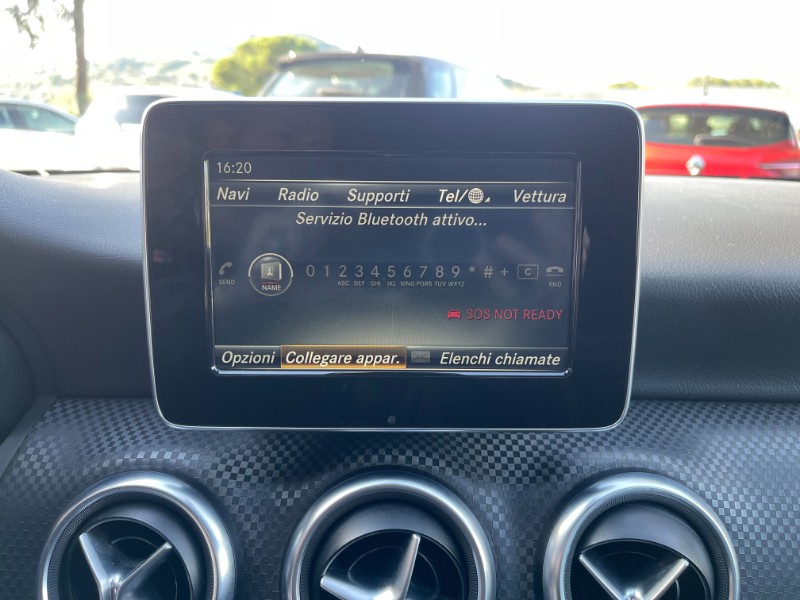 16:20
Navi Radio Supporti Tel/ Vettura
Servizio Bluetooth attivo...
0 1 2 3 4 5 6 7 8 9 * # + C
SEND NAME ABC DEF GHI JKL MNO PQRS TUV WXYZ END
SOS NOT READY
Opzioni Collegare appar. Elenchi chiamate